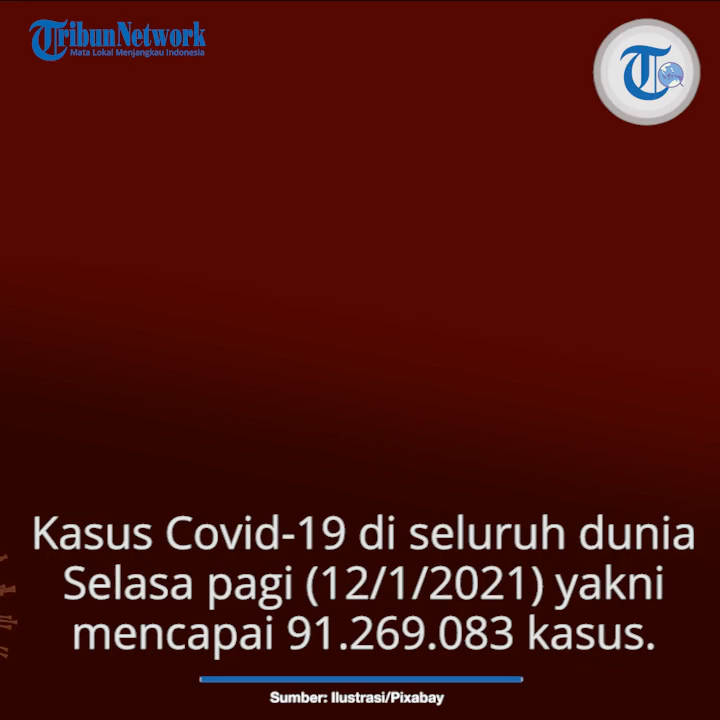 TribunNetwork
Mata Lokal Menjangkau Indonesia
T
Kasus Covid-19 di seluruh dunia
Selasa pagi (12/1/2021) yakni
mencapai 91.269.083 kasus.
Sumber: Ilustrasi/Pixabay